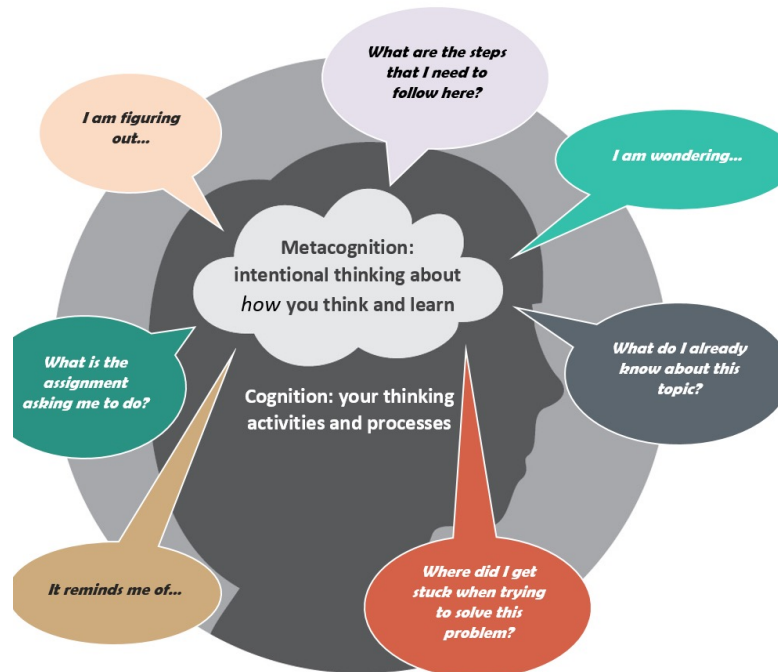 What are the steps
that I need to
follow here?
I am figuring
out...
I am wondering...
Metacognition:
intentional thinking about
how you think and learn
What is the
assignment
asking me to do?
What do I already
know about this
topic?
Cognition: your thinking
activities and processes
It reminds me of...
Where did I get
stuck when trying
to solve this
problem?